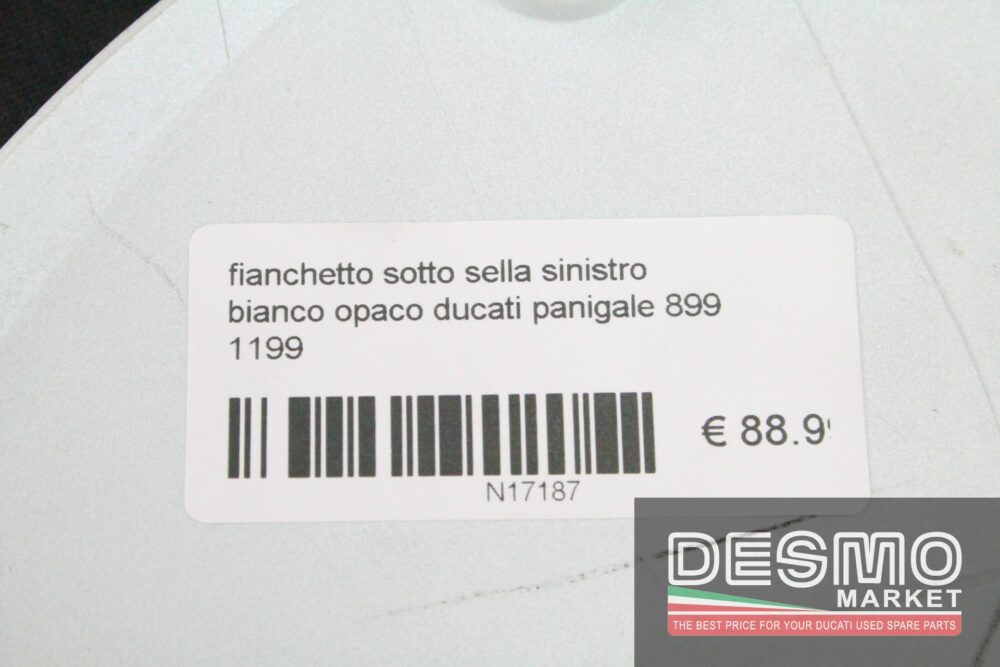 fianchetto sotto sella sinistro
bianco opaco ducati panigale 899
1199
€ 88.9
N17187
DESMO
MARKET
THE BEST PRICE FOR YOUR DUCATI USED SPARE PARTS